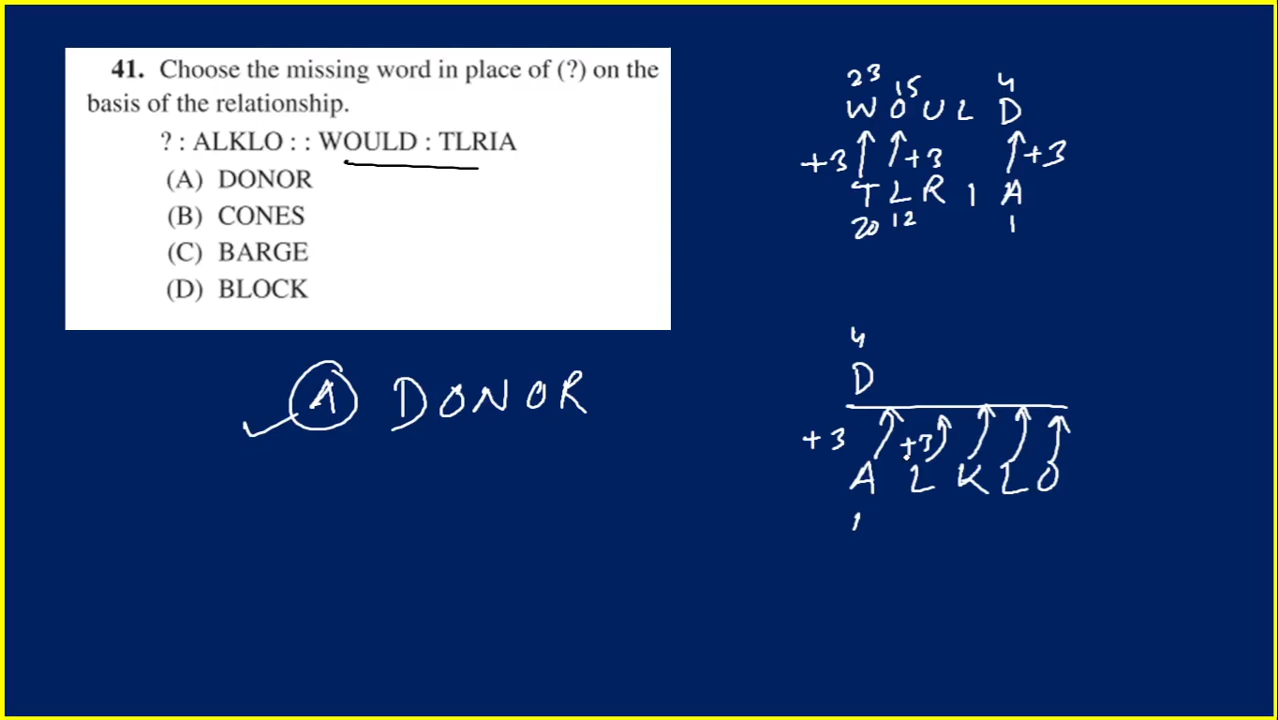 41. Choose the missing word in place of (?) on the
basis of the relationship.
? : ALKLO : : WOULD : TLRIA
(A) DONOR
(B) CONES
(C) BARGE
(D) BLOCK
A DONOR
23 15 4
W O U L D
+3 +3 +3
T L R I A
20 12 1
4
D
+3 +3
A L K L O
1